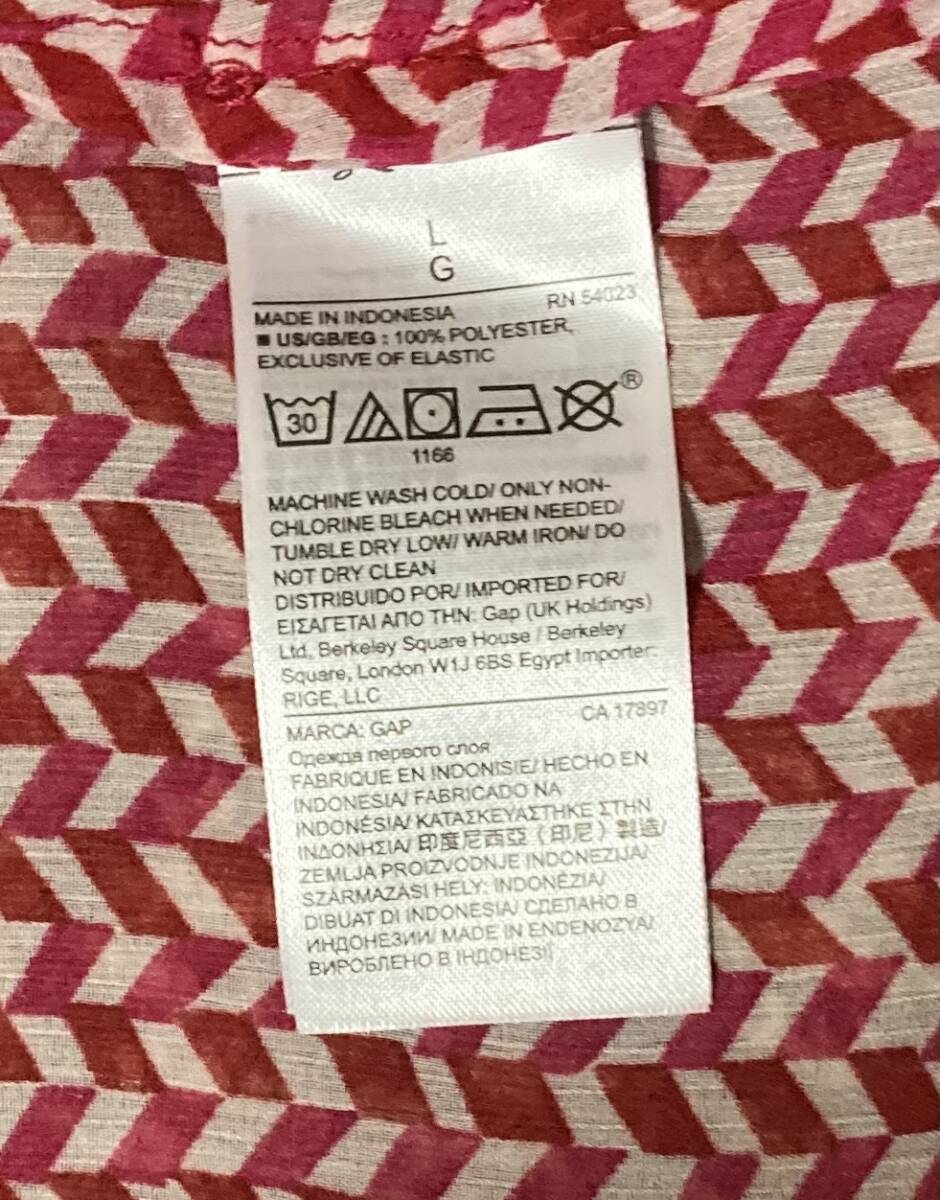 L
G
RN 54023
MADE IN INDONESIA
■ US/GB/EG : 100% POLYESTER,
EXCLUSIVE OF ELASTIC
30
®
1166
MACHINE WASH COLD/ ONLY NON-
CHLORINE BLEACH WHEN NEEDED/
TUMBLE DRY LOW/ WARM IRON/ DO
NOT DRY CLEAN
DISTRIBUIDO POR/ IMPORTED FOR/
ΕΙΣΑΓΕΤΑΙ ΑΠΟ ΤΗΝ: Gap (UK Holdings)
Ltd, Berkeley Square House / Berkeley
Square, London W1J 6BS Egypt Importer:
RIGE, LLC
MARCA: GAP
CA 17897
Одежда первого слоя
FABRIQUE EN INDONISIE/ HECHO EN
INDONESIA/ FABRICADO NA
INDONÉSIA/ ΚΑΤΑΣΚΕΥΑΣΤΗΚΕ ΣΤΗΝ
ΙΝΔΟΝΗΣΙΑ/ 印度尼西亞（印尼）製造/
ZEMLJA PROIZVODNJE INDONEZIJA/
SZÁRMAZÁSI HELY: INDONÉZIA/
DIBUAT DI INDONESIA/ СДЕЛАНО В
ИНДОНЕЗИИ/ MADE IN ENDENOZYA/
ВИРОБЛЕНО В ІНДОНЕЗІЇ